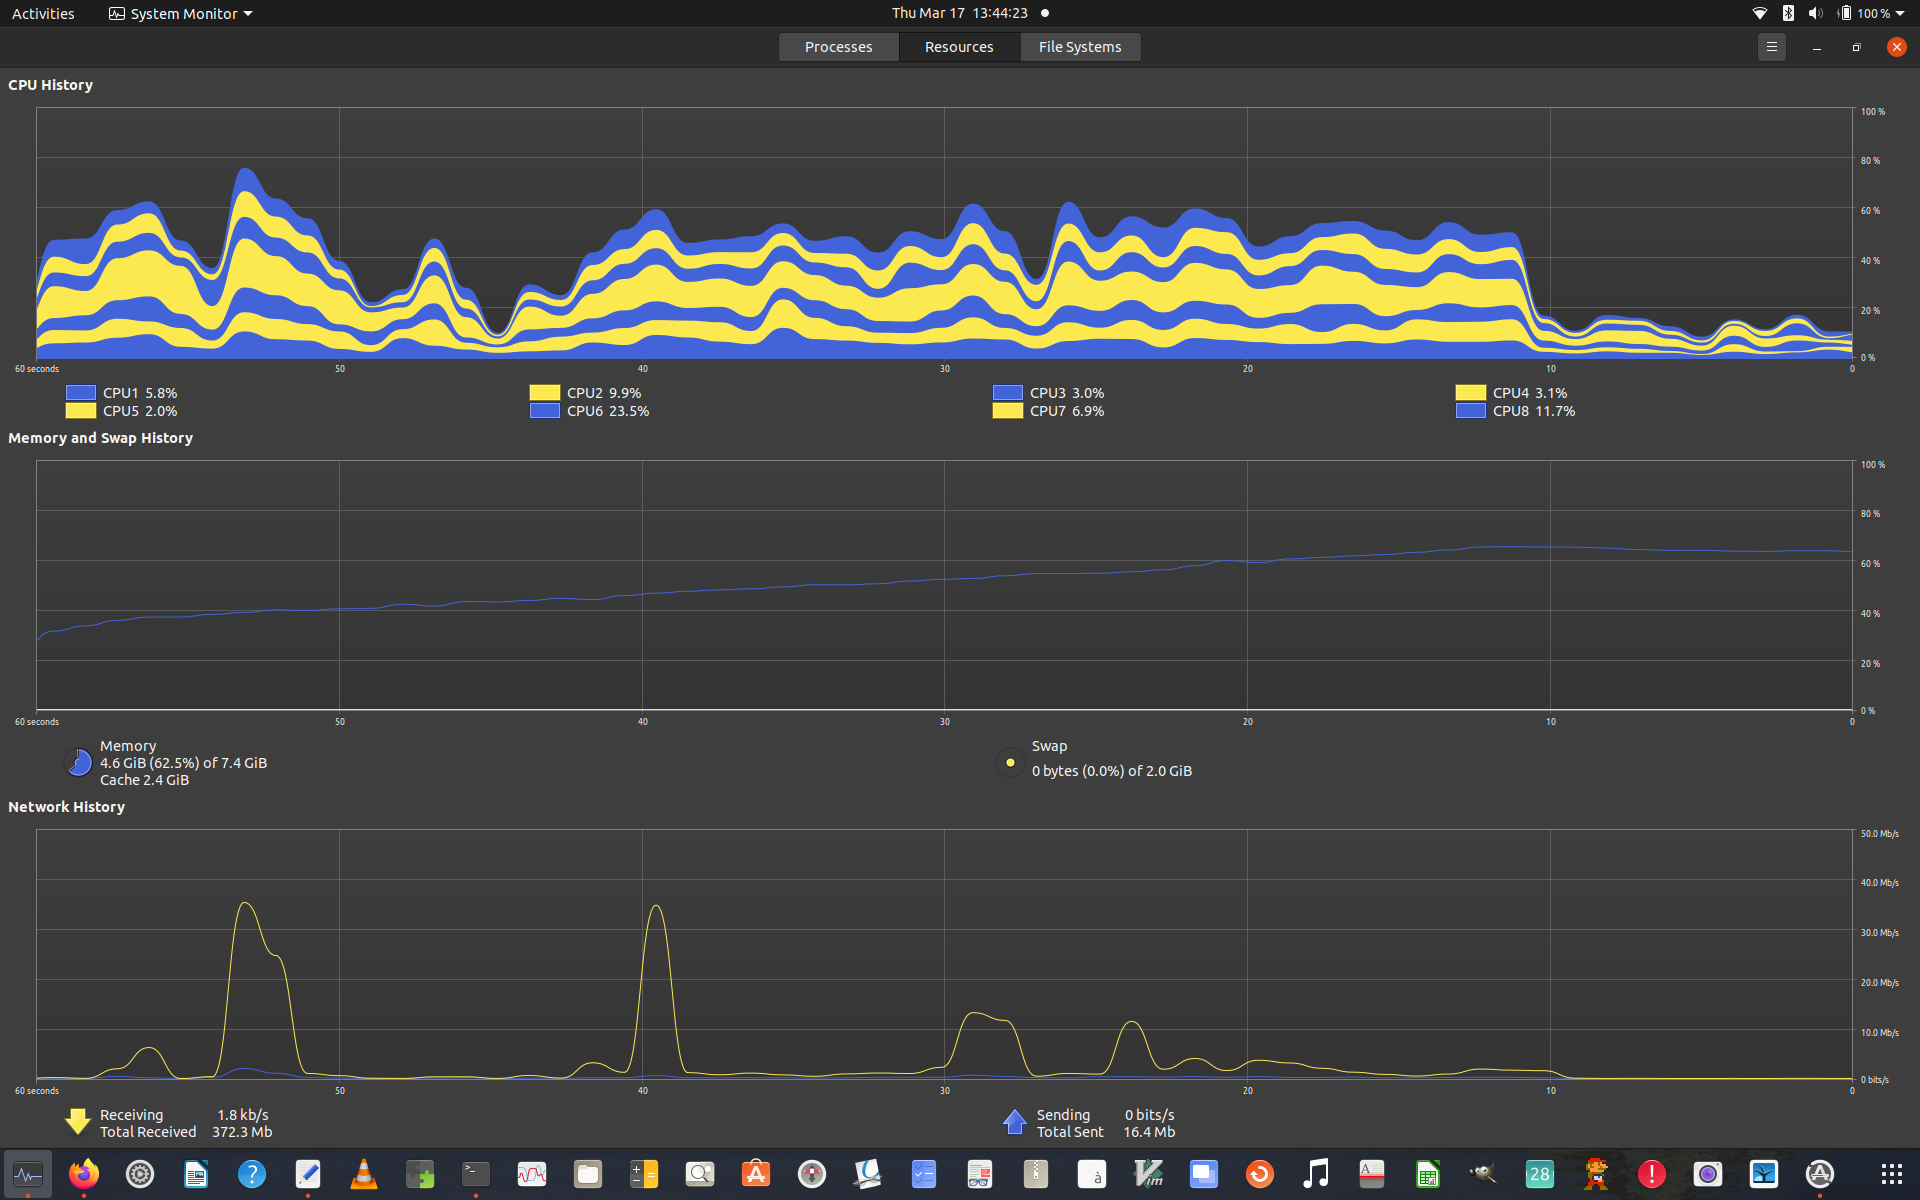 Activities System Monitor Thu Mar 17 13:44:23 100 %
Processes Resources File Systems
CPU History
100 %
80 %
60 %
40 %
20 %
0 %
60 seconds 50 40 30 20 10 0
CPU1 5.8% CPU2 9.9% CPU3 3.0% CPU4 3.1%
CPU5 2.0% CPU6 23.5% CPU7 6.9% CPU8 11.7%
Memory and Swap History
100 %
80 %
60 %
40 %
20 %
0 %
60 seconds 50 40 30 20 10 0
Memory
4.6 GiB (62.5%) of 7.4 GiB
Cache 2.4 GiB
Swap
0 bytes (0.0%) of 2.0 GiB
Network History
50.0 Mb/s
40.0 Mb/s
30.0 Mb/s
20.0 Mb/s
10.0 Mb/s
0 bits/s
60 seconds 50 40 30 20 10 0
Receiving 1.8 kb/s
Total Received 372.3 Mb
Sending 0 bits/s
Total Sent 16.4 Mb
? >_ à Vim A 28 !